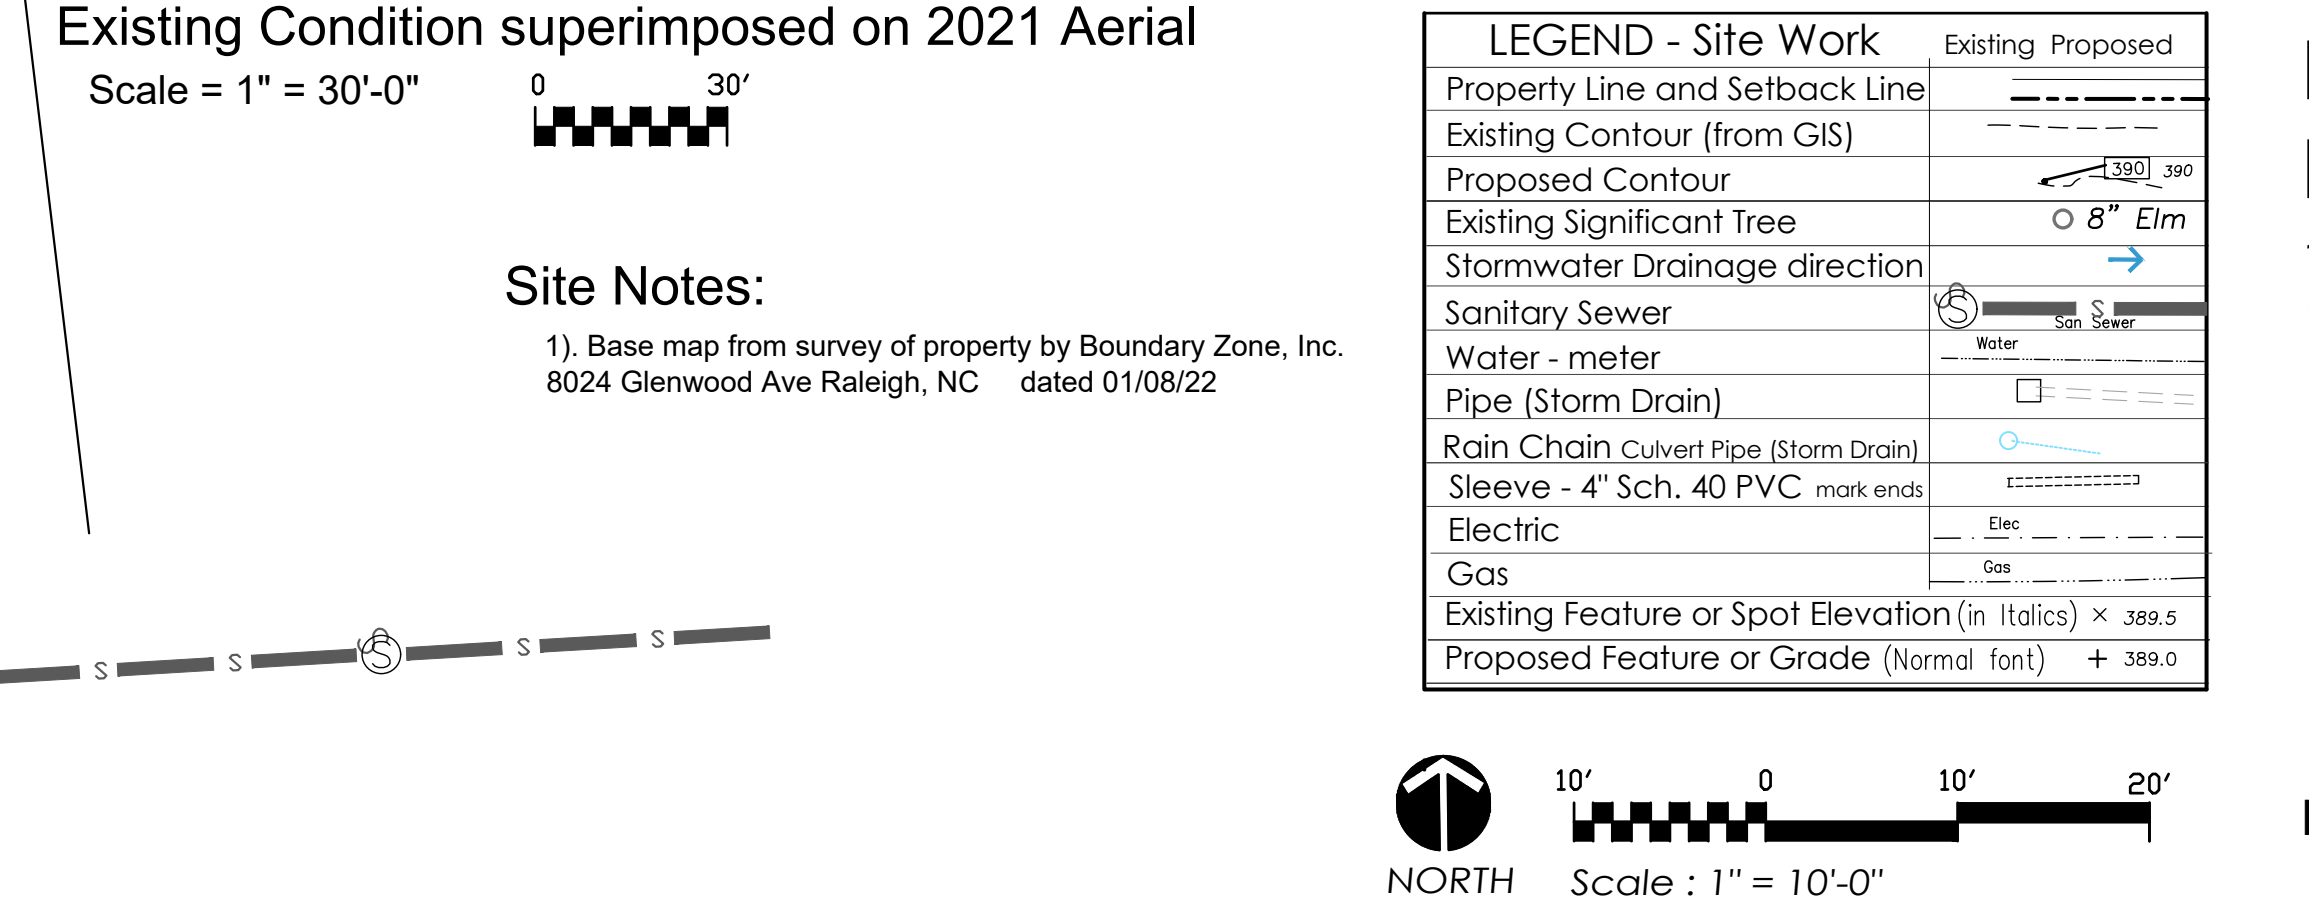 Existing Condition superimposed on 2021 Aerial
Scale = 1" = 30'-0"
0 30'
Site Notes:
1). Base map from survey of property by Boundary Zone, Inc.
8024 Glenwood Ave Raleigh, NC dated 01/08/22
S S S S S
LEGEND - Site Work Existing Proposed
Property Line and Setback Line
Existing Contour (from GIS)
Proposed Contour 390 390
Existing Significant Tree 8" Elm
Stormwater Drainage direction
Sanitary Sewer S S San Sewer
Water - meter Water
Pipe (Storm Drain)
Rain Chain Culvert Pipe (Storm Drain)
Sleeve - 4" Sch. 40 PVC mark ends
Electric Elec
Gas Gas
Existing Feature or Spot Elevation (in Italics) × 389.5
Proposed Feature or Grade (Normal font) + 389.0
10' 0 10' 20'
NORTH
Scale : 1" = 10'-0"